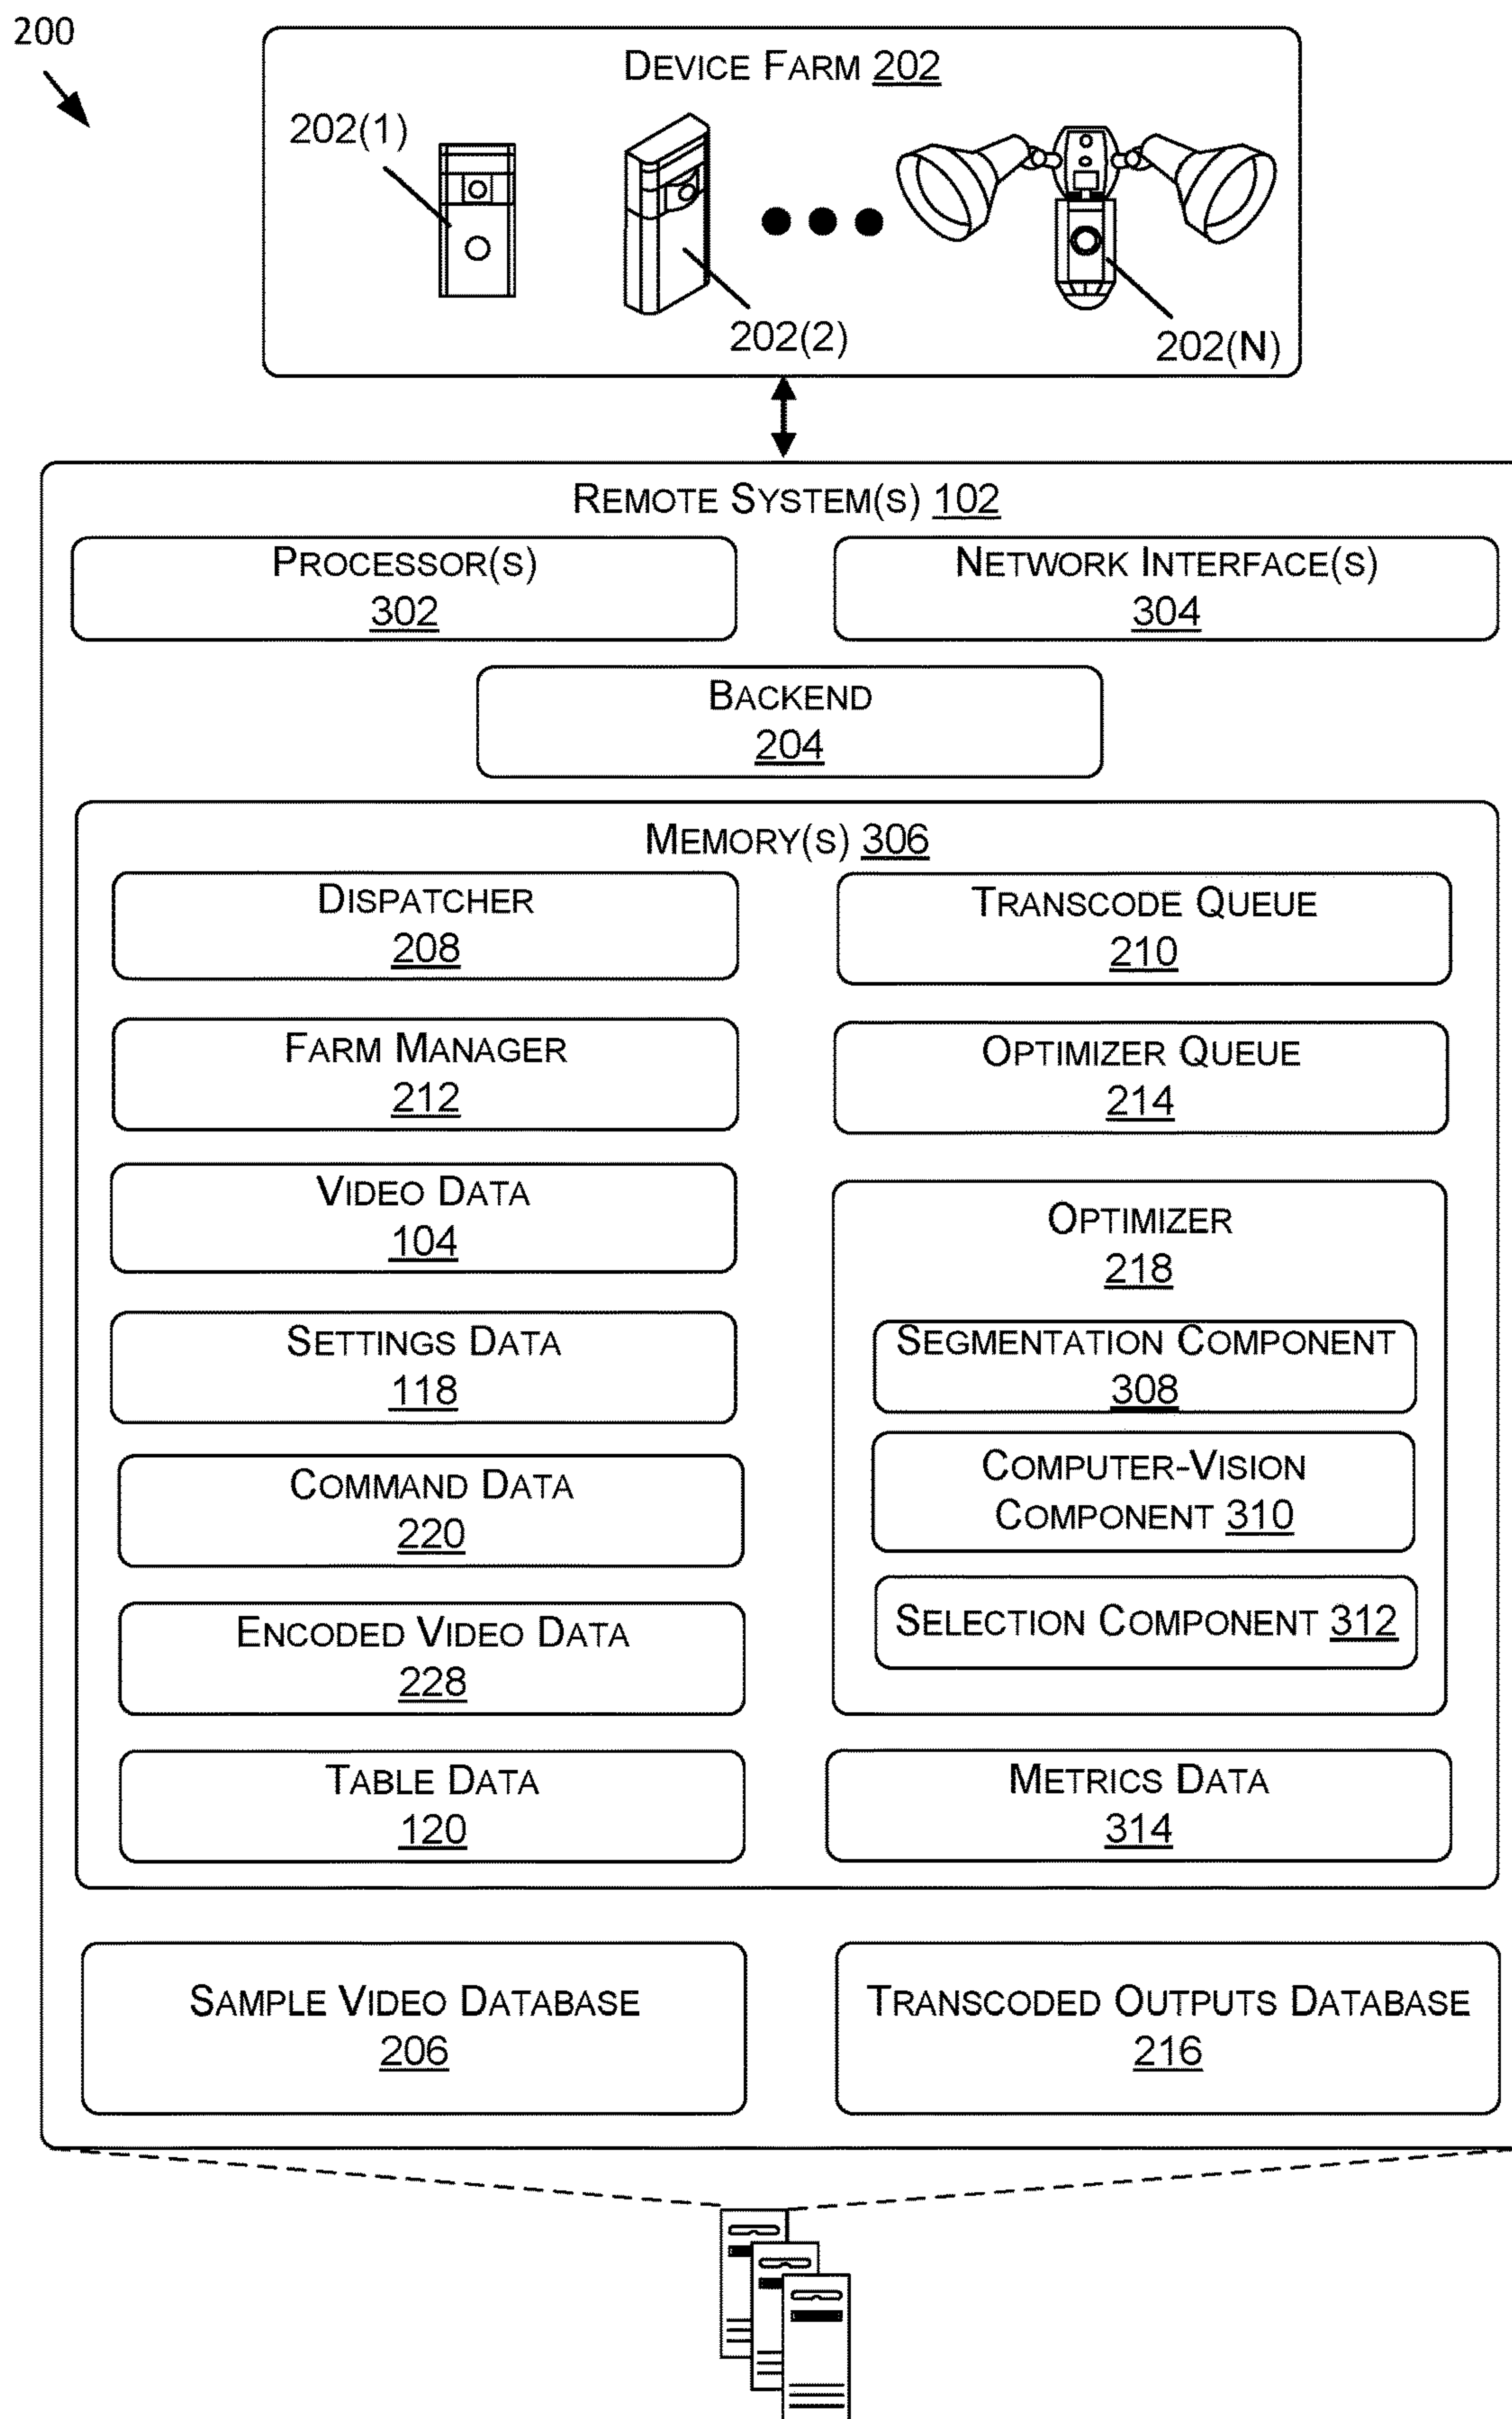 200
DEVICE FARM 202
202(1)
202(2)
202(N)
REMOTE SYSTEM(S) 102
PROCESSOR(S)
302
NETWORK INTERFACE(S)
304
BACKEND
204
MEMORY(S) 306
DISPATCHER
208
TRANSCODE QUEUE
210
FARM MANAGER
212
OPTIMIZER QUEUE
214
VIDEO DATA
104
OPTIMIZER
218
SETTINGS DATA
118
SEGMENTATION COMPONENT
308
COMMAND DATA
220
COMPUTER-VISION
COMPONENT 310
ENCODED VIDEO DATA
228
SELECTION COMPONENT 312
TABLE DATA
120
METRICS DATA
314
SAMPLE VIDEO DATABASE
206
TRANSCODED OUTPUTS DATABASE
216